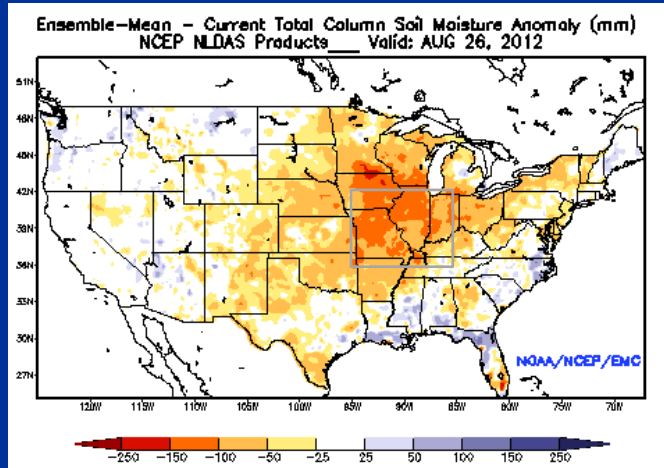 Ensemble-Mean - Current Total Column Soil Moisture Anomaly (mm)
NCEP NLDAS Products___ Valid: AUG 26, 2012
51N
48N
45N
42N
39N
36N
33N
30N
27N
NOAA/NCEP/EMC
120W 115W 110W 105W 100W 95W 90W 85W 80W 75W 70W
-250 -150 -100 -50 -25 25 50 100 150 250